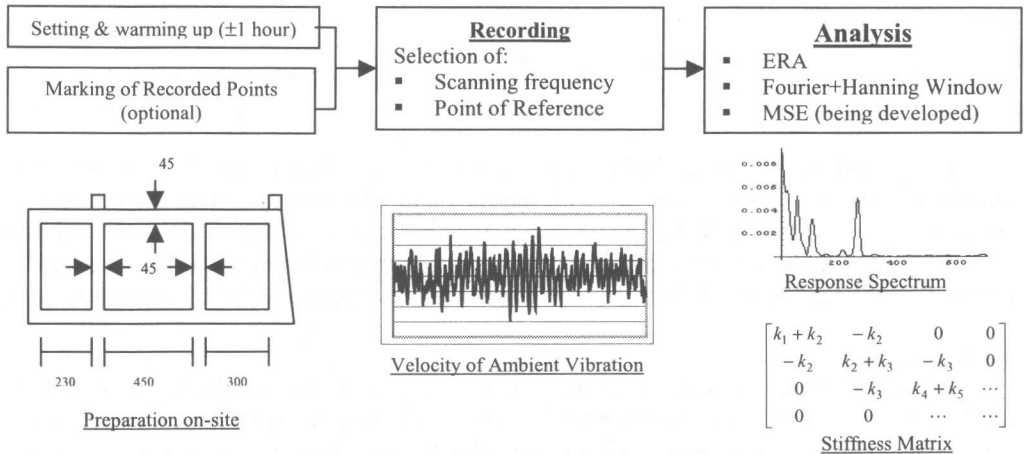 Setting & warming up (±1 hour)
Marking of Recorded Points
(optional)
Recording
Selection of:
▪ Scanning frequency
▪ Point of Reference
Analysis
▪ ERA
▪ Fourier+Hanning Window
▪ MSE (being developed)
45
45
230 450 300
Preparation on-site
Velocity of Ambient Vibration
0.008
0.006
0.004
0.002
200 400 600
Response Spectrum
k₁ + k₂ − k₂ 0 0
− k₂ k₂ + k₃ − k₃ 0
0 − k₃ k₄ + k₅ ⋯
0 0 ⋯ ⋯
Stiffness Matrix